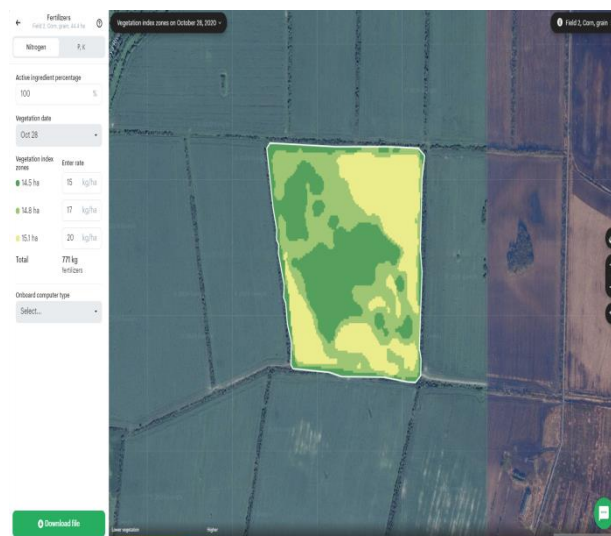 Fertilizers
Field 2, Corn, grain, 44.4 ha
Nitrogen
P, K
Active ingredient percentage
100 %
Vegetation date
Oct 28
Vegetation index zones
Enter rate
14.5 ha 15 kg/ha
14.8 ha 17 kg/ha
15.1 ha 20 kg/ha
Total 771 kg
fertilizers
Onboard computer type
Select...
Download file
Vegetation index zones on October 28, 2020
Field 2, Corn, grain
Lower vegetation
Higher